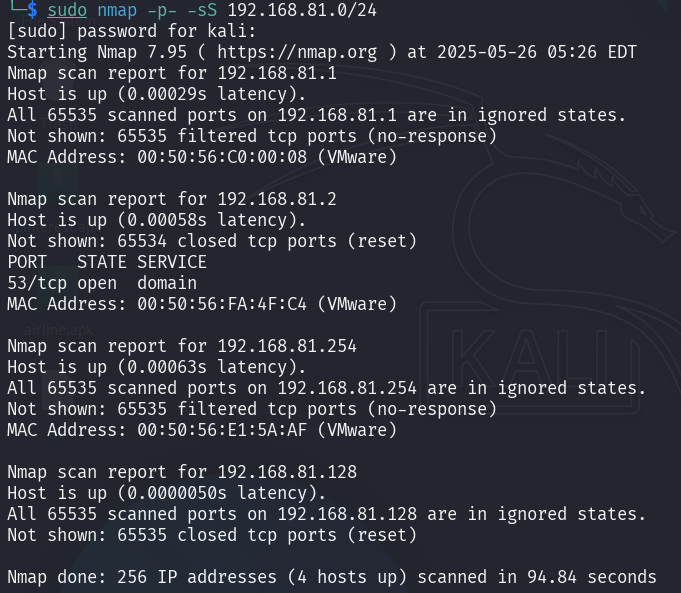 └─$ sudo nmap -p- -sS 192.168.81.0/24
[sudo] password for kali:
Starting Nmap 7.95 ( https://nmap.org ) at 2025-05-26 05:26 EDT
Nmap scan report for 192.168.81.1
Host is up (0.00029s latency).
All 65535 scanned ports on 192.168.81.1 are in ignored states.
Not shown: 65535 filtered tcp ports (no-response)
MAC Address: 00:50:56:C0:00:08 (VMware)

Nmap scan report for 192.168.81.2
Host is up (0.00058s latency).
Not shown: 65534 closed tcp ports (reset)
PORT   STATE SERVICE
53/tcp open  domain
MAC Address: 00:50:56:FA:4F:C4 (VMware)
airline.apk
KALI

Nmap scan report for 192.168.81.254
Host is up (0.00063s latency).
All 65535 scanned ports on 192.168.81.254 are in ignored states.
Not shown: 65535 filtered tcp ports (no-response)
MAC Address: 00:50:56:E1:5A:AF (VMware)

Nmap scan report for 192.168.81.128
Host is up (0.0000050s latency).
All 65535 scanned ports on 192.168.81.128 are in ignored states.
Not shown: 65535 closed tcp ports (reset)

Nmap done: 256 IP addresses (4 hosts up) scanned in 94.84 seconds